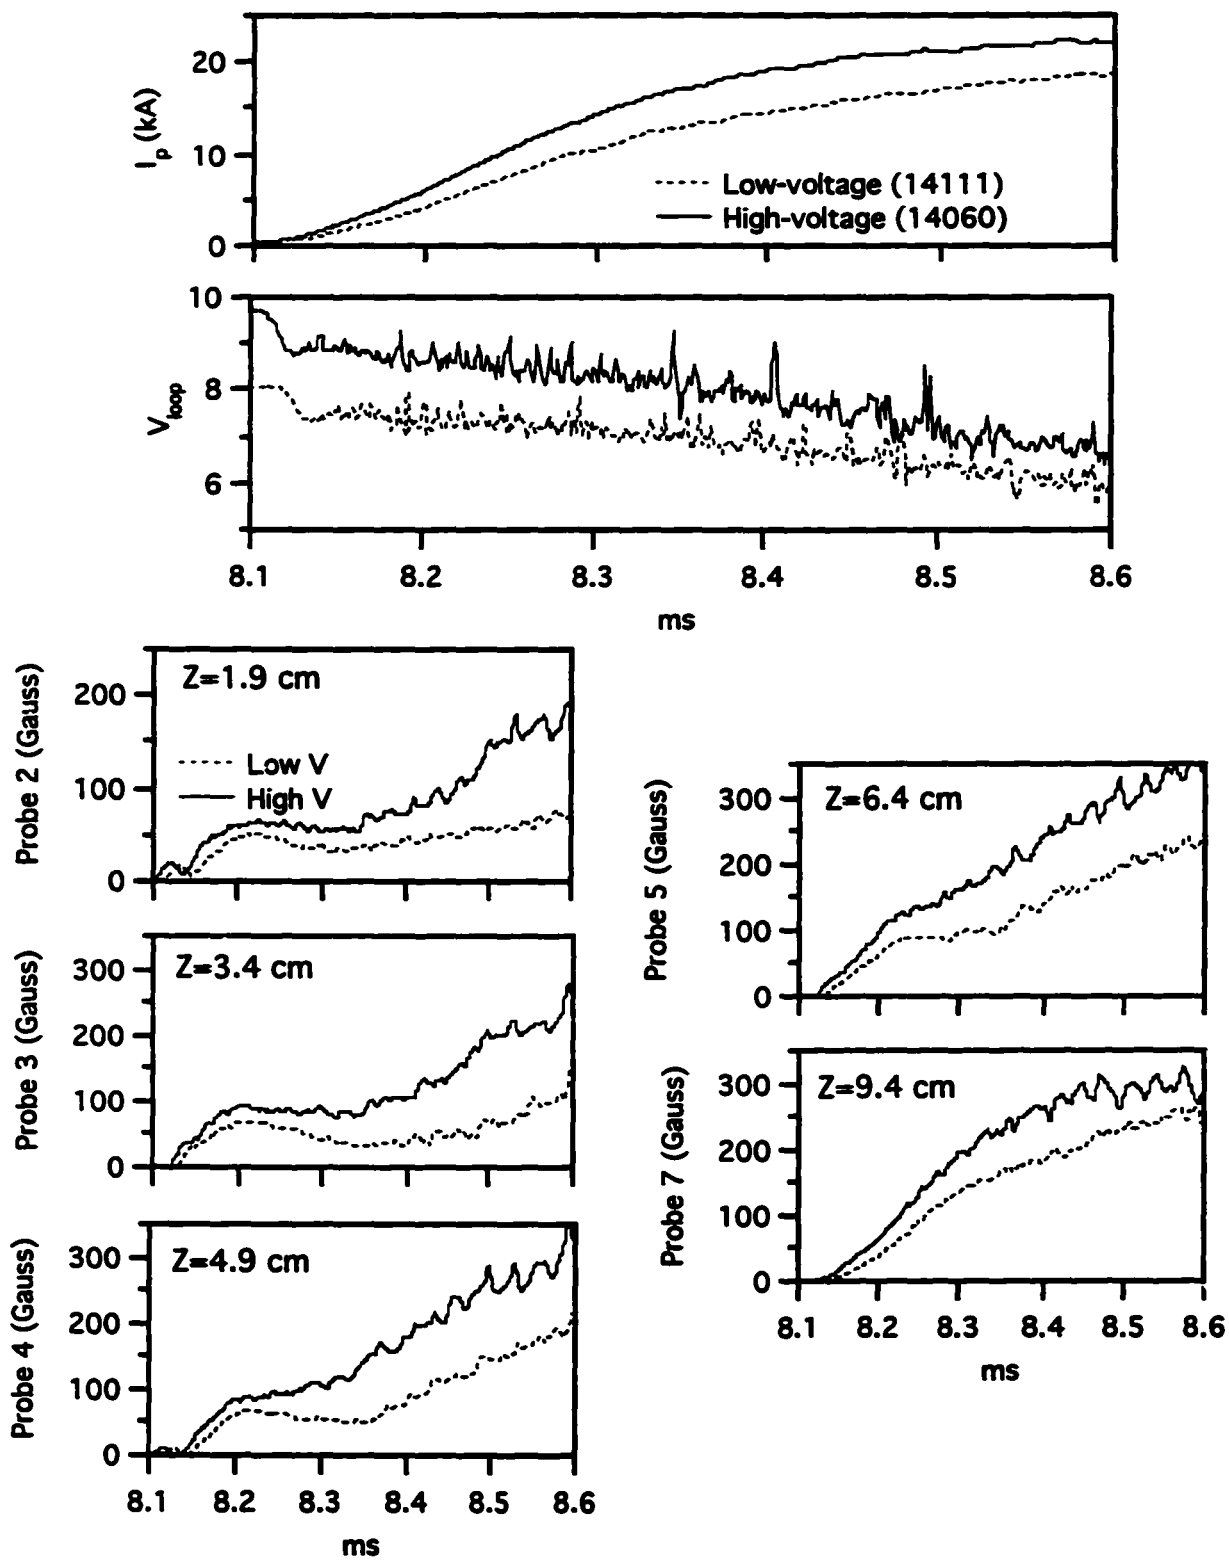 20
10
0
I_p (kA)
Low-voltage (14111)
High-voltage (14060)
10
8
6
V_loop
8.1 8.2 8.3 8.4 8.5 8.6
ms
Z=1.9 cm
200
100
0
Probe 2 (Gauss)
Low V
High V
Z=3.4 cm
300
200
100
0
Probe 3 (Gauss)
Z=4.9 cm
300
200
100
0
Probe 4 (Gauss)
8.1 8.2 8.3 8.4 8.5 8.6
ms
Z=6.4 cm
300
200
100
0
Probe 5 (Gauss)
Z=9.4 cm
300
200
100
0
Probe 7 (Gauss)
8.1 8.2 8.3 8.4 8.5 8.6
ms